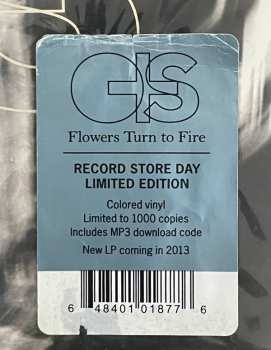 OIS
Flowers Turn to Fire
RECORD STORE DAY
LIMITED EDITION
Colored vinyl
Limited to 1000 copies
Includes MP3 download code
New LP coming in 2013
6 48401 01877 6